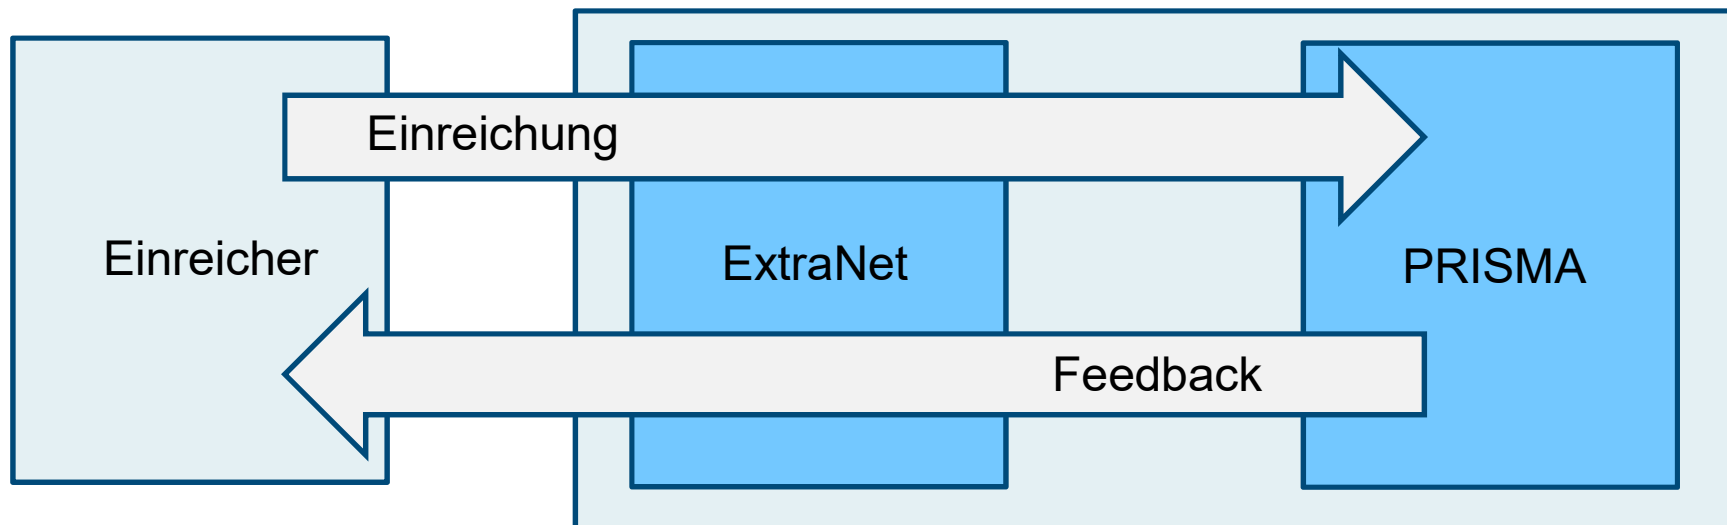 Einreichung
Einreicher
ExtraNet
PRISMA
Feedback